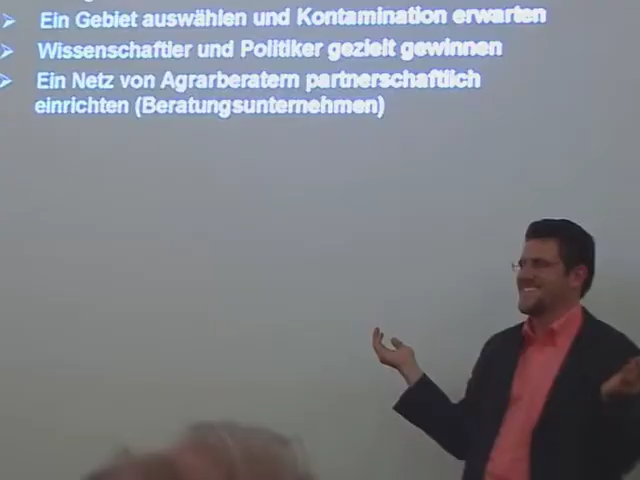 Ein Gebiet auswählen und Kontamination erwarten
Wissenschaftler und Politiker gezielt gewinnen
Ein Netz von Agrarberatern partnerschaftlich
einrichten (Beratungsunternehmen)